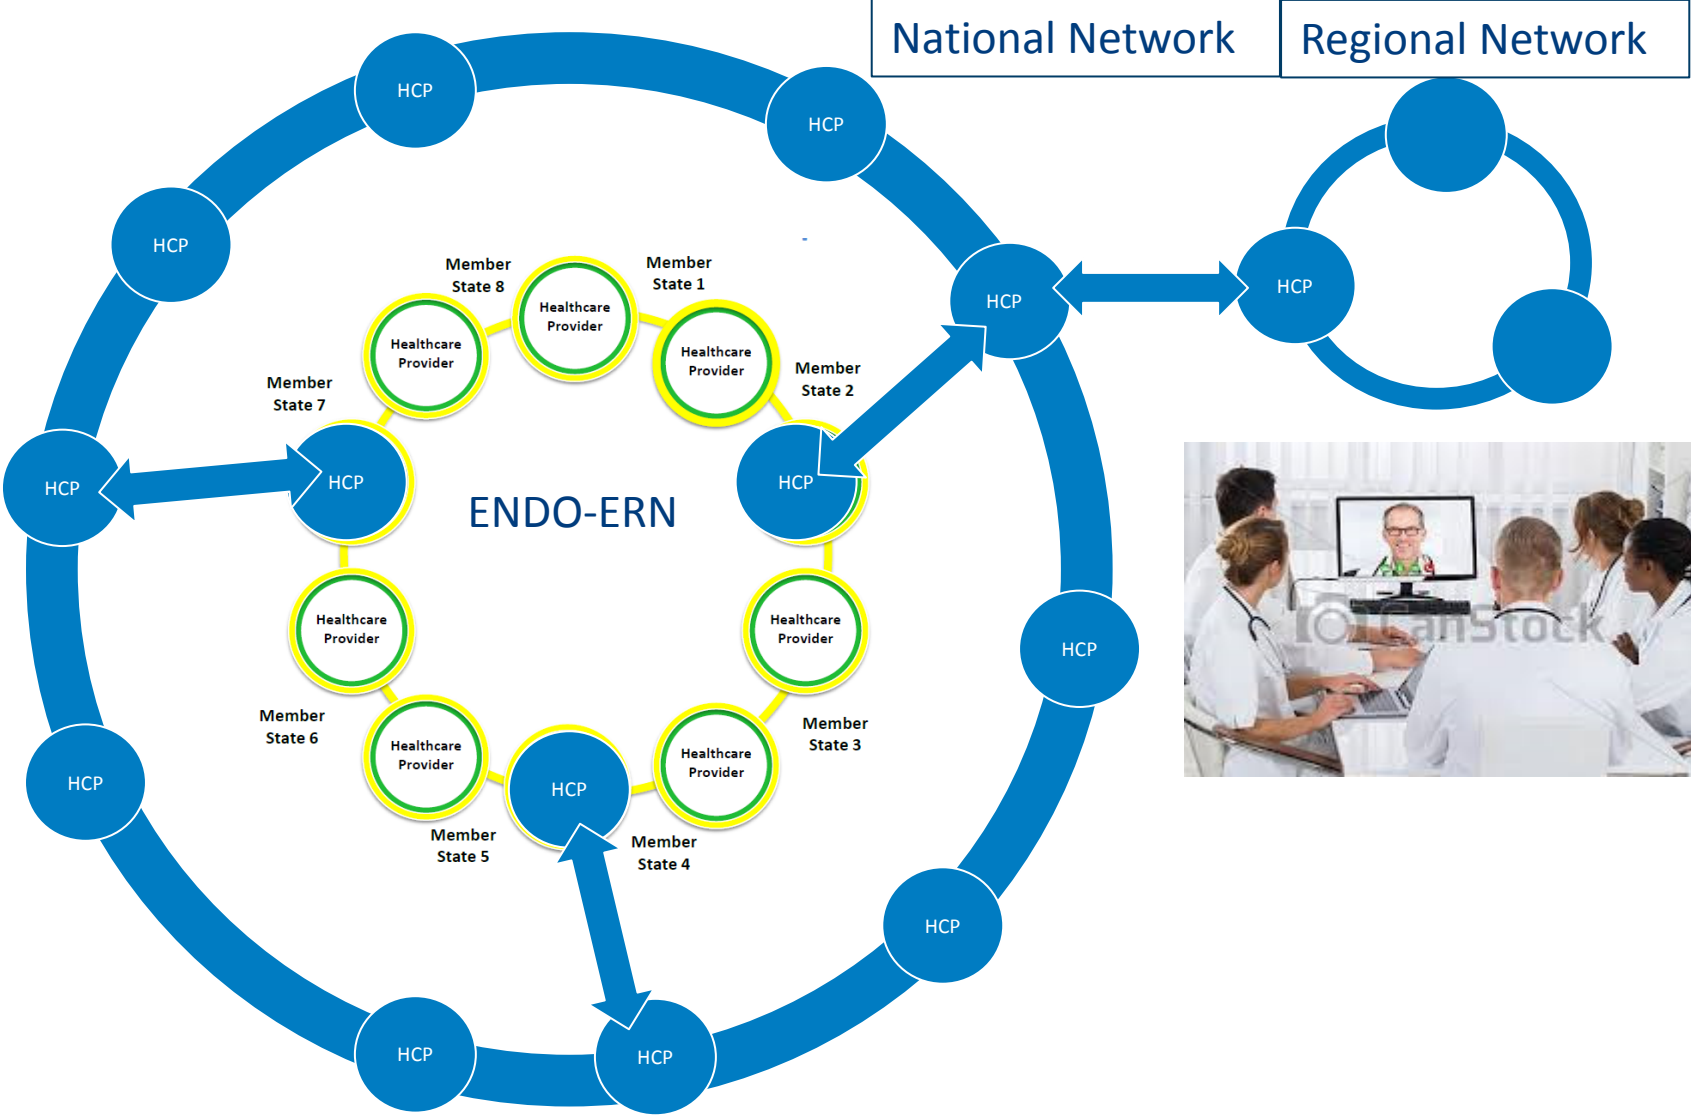 National Network
Regional Network
HCP
HCP
HCP
HCP
HCP
Member
State 8
Member
State 1
Healthcare
Provider
Healthcare
Provider
Healthcare
Provider
Member
State 7
Member
State 2
HCP
HCP
HCP
ENDO-ERN
Healthcare
Provider
Healthcare
Provider
HCP
Member
State 6
Member
State 3
Healthcare
Provider
Healthcare
Provider
HCP
HCP
Member
State 5
Member
State 4
HCP
HCP
HCP
CanStock